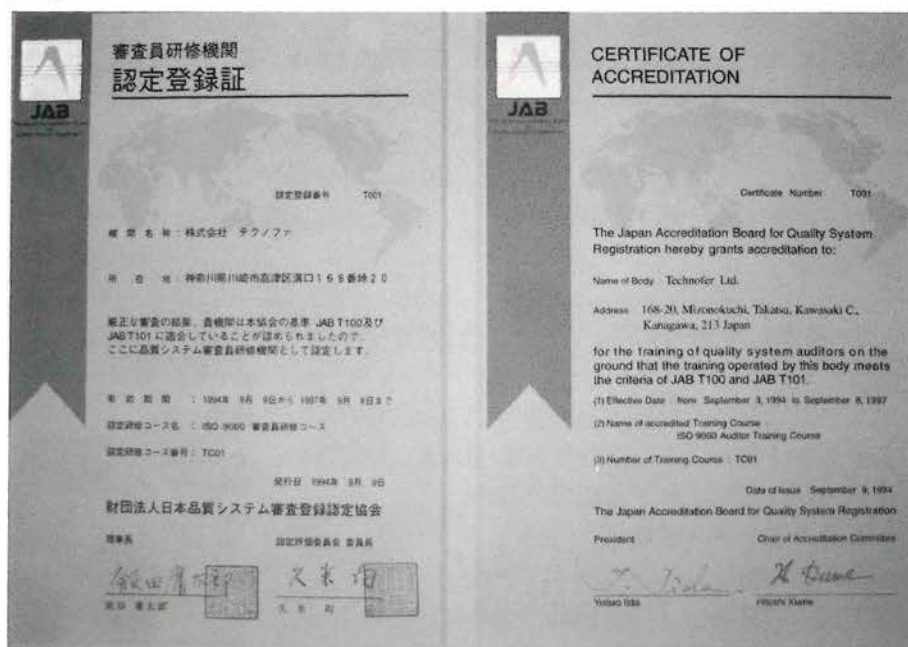 JAB
審査員研修機関
認定登録証
認定登録番号 T001
機関名称：株式会社 テクノファ
所在地：神奈川県川崎市高津区溝口168番地20
厳正な審査の結果、貴機関は本協会の基準 JAB T100及び
JAB T101 に適合していることが認められましたので、
ここに品質システム審査員研修機関として認定します。
有効期間：1994年 9月 9日から 1997年 9月 8日まで
認定研修コース名：ISO 9000 審査員研修コース
認定研修コース番号：TC01
発行日 1994年 9月 9日
財団法人日本品質システム審査登録認定協会
理事長 認定評価委員会 委員長
飯田 庸太郎 久米 均
JAB
CERTIFICATE OF
ACCREDITATION
Certificate Number T001
The Japan Accreditation Board for Quality System
Registration hereby grants accreditation to:
Name of Body Technofer Ltd.
Address 168-20, Mizonokuchi, Takatsu, Kawasaki C.,
Kanagawa, 213 Japan
for the training of quality system auditors on the
ground that the training operated by this body meets
the criteria of JAB T100 and JAB T101.
(1) Effective Date : from September 9, 1994 to September 8, 1997
(2) Name of accredited Training Course :
ISO 9000 Auditor Training Course
(3) Number of Training Course : TC01
Date of Issue September 9, 1994
The Japan Accreditation Board for Quality System Registration
President Chair of Accreditation Committee
Y. Iida H. Kume
Yotaro Iida Hitoshi Kume